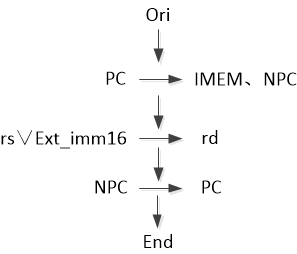 Ori
PC IMEM、NPC
rs∨Ext_imm16 rd
NPC PC
End